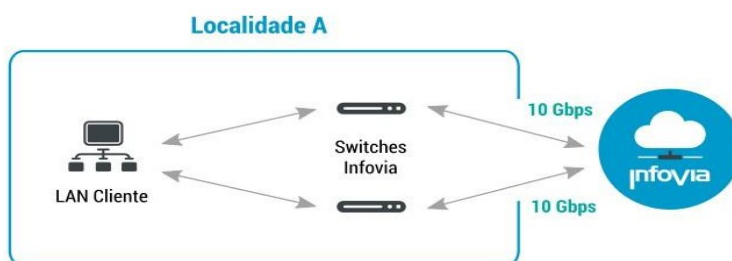 Localidade A
10 Gbps
Switches
Infovia
LAN Cliente
infovia
10 Gbps